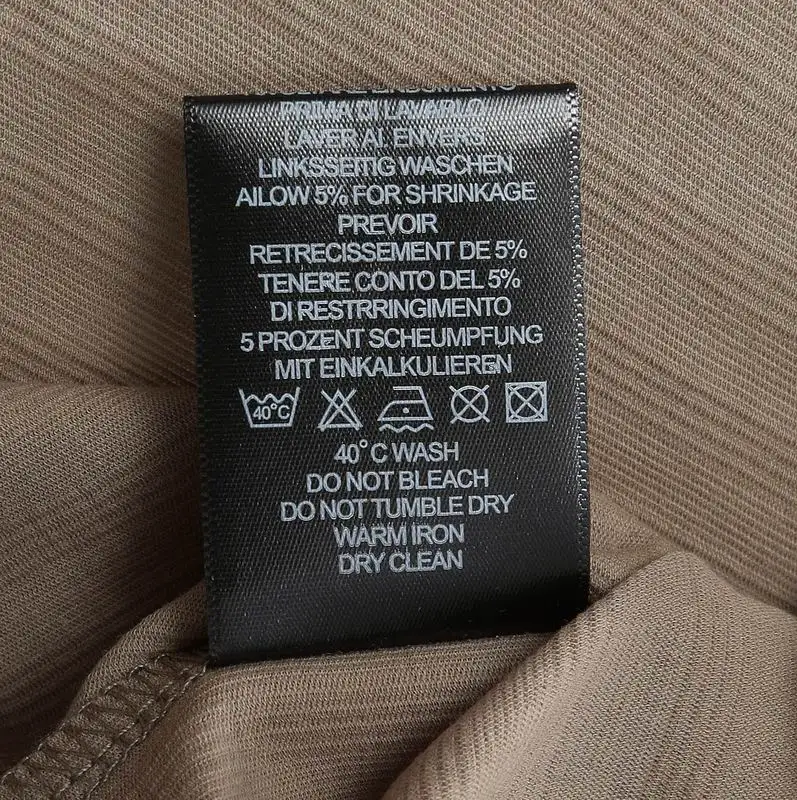 PRIMA DI LAVARLO
LAVER AL ENVERS
LINKSSEITIG WASCHEN
AILOW 5% FOR SHRINKAGE
PREVOIR
RETRECISSEMENT DE 5%
TENERE CONTO DEL 5%
DI RESTRRINGIMENTO
5 PROZENT SCHEUMPFUNG
MIT EINKALKULIEREN
40°C
40°C WASH
DO NOT BLEACH
DO NOT TUMBLE DRY
WARM IRON
DRY CLEAN